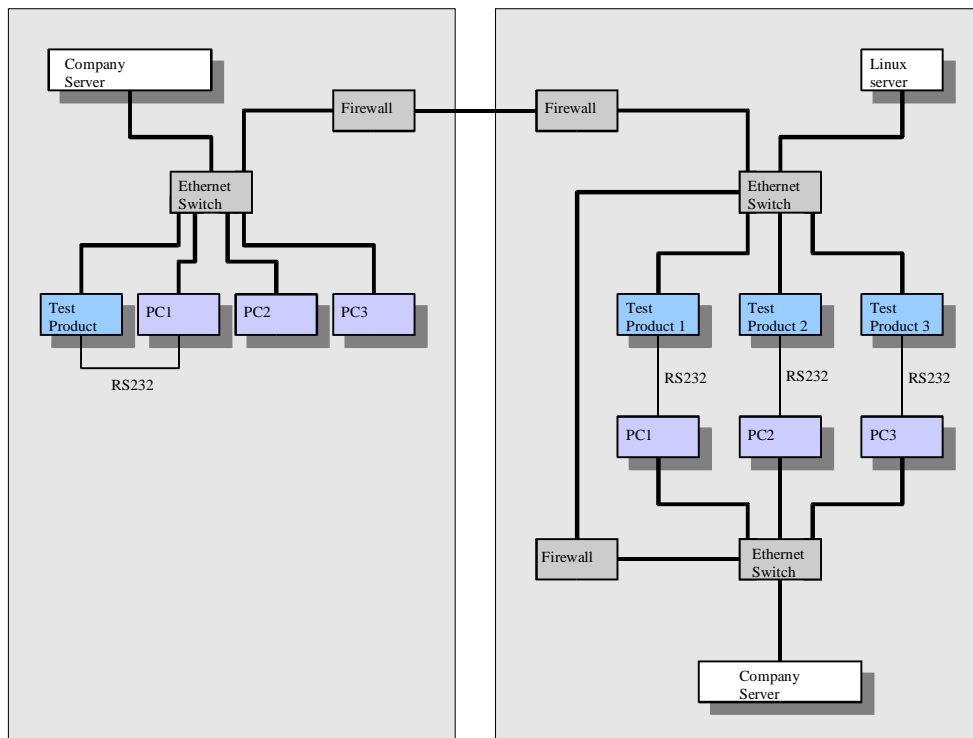 Company
Server
Firewall
Ethernet
Switch
Test
Product
PC1
PC2
PC3
RS232
Firewall
Linux
server
Ethernet
Switch
Test
Product 1
Test
Product 2
Test
Product 3
RS232
RS232
RS232
PC1
PC2
PC3
Firewall
Ethernet
Switch
Company
Server